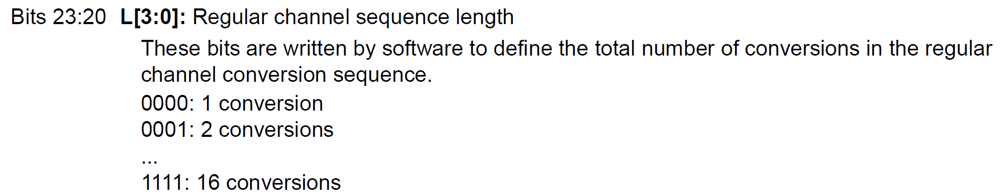 Bits 23:20 L[3:0]: Regular channel sequence length
These bits are written by software to define the total number of conversions in the regular
channel conversion sequence.
0000: 1 conversion
0001: 2 conversions
...
1111: 16 conversions